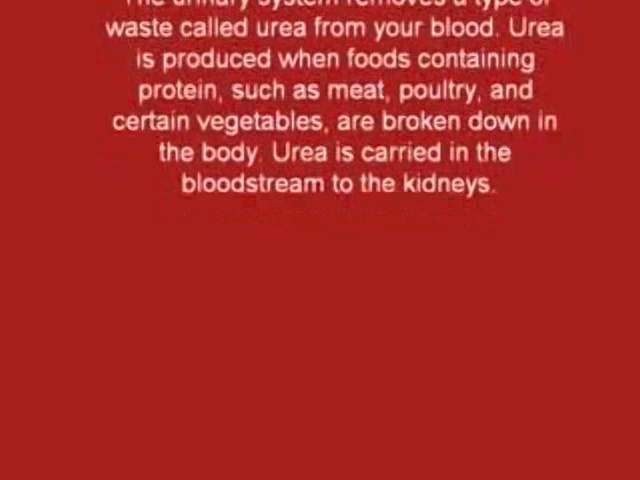 The urinary system removes a type of
waste called urea from your blood. Urea
is produced when foods containing
protein, such as meat, poultry, and
certain vegetables, are broken down in
the body. Urea is carried in the
bloodstream to the kidneys.